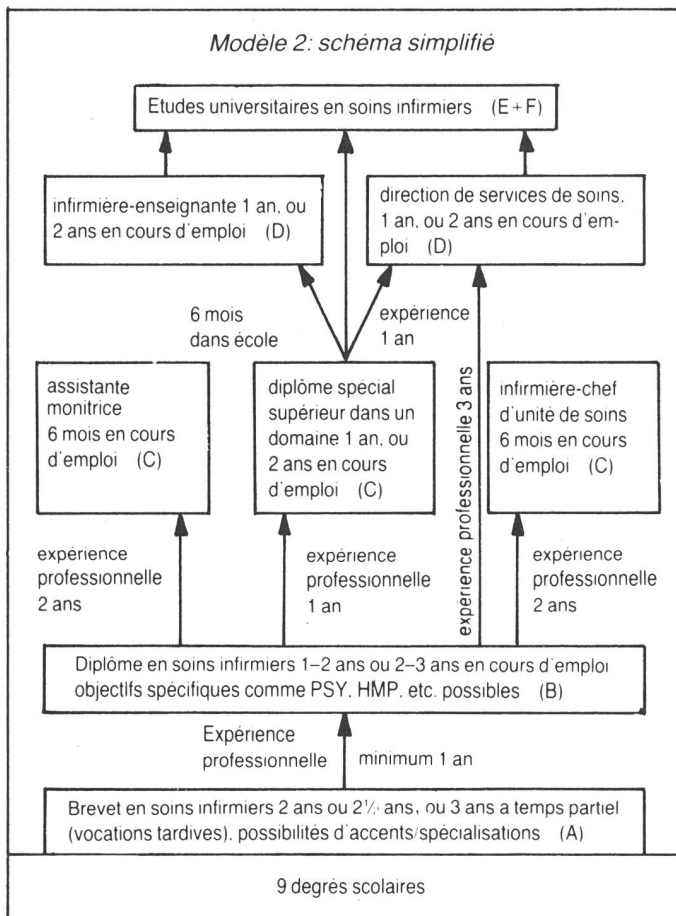 Modèle 2: schéma simplifié
Etudes universitaires en soins infirmiers (E+F)
infirmière-enseignante 1 an, ou
2 ans en cours d'emploi (D)
direction de services de soins,
1 an, ou 2 ans en cours d'em-
ploi (D)
6 mois
dans école
expérience
1 an
assistante
monitrice
6 mois en cours
d'emploi (C)
diplôme spécial
supérieur dans un
domaine 1 an, ou
2 ans en cours
d'emploi (C)
expérience professionnelle 3 ans
infirmière-chef
d'unité de soins
6 mois en cours
d'emploi (C)
expérience
professionnelle
2 ans
expérience
professionnelle
1 an
expérience
professionnelle
2 ans
Diplôme en soins infirmiers 1–2 ans ou 2–3 ans en cours d'emploi
objectifs spécifiques comme PSY, HMP, etc. possibles (B)
Expérience
professionnelle
minimum 1 an
Brevet en soins infirmiers 2 ans ou 2½ ans, ou 3 ans a temps partiel
(vocations tardives), possibilités d'accents/spécialisations (A)
9 degrés scolaires